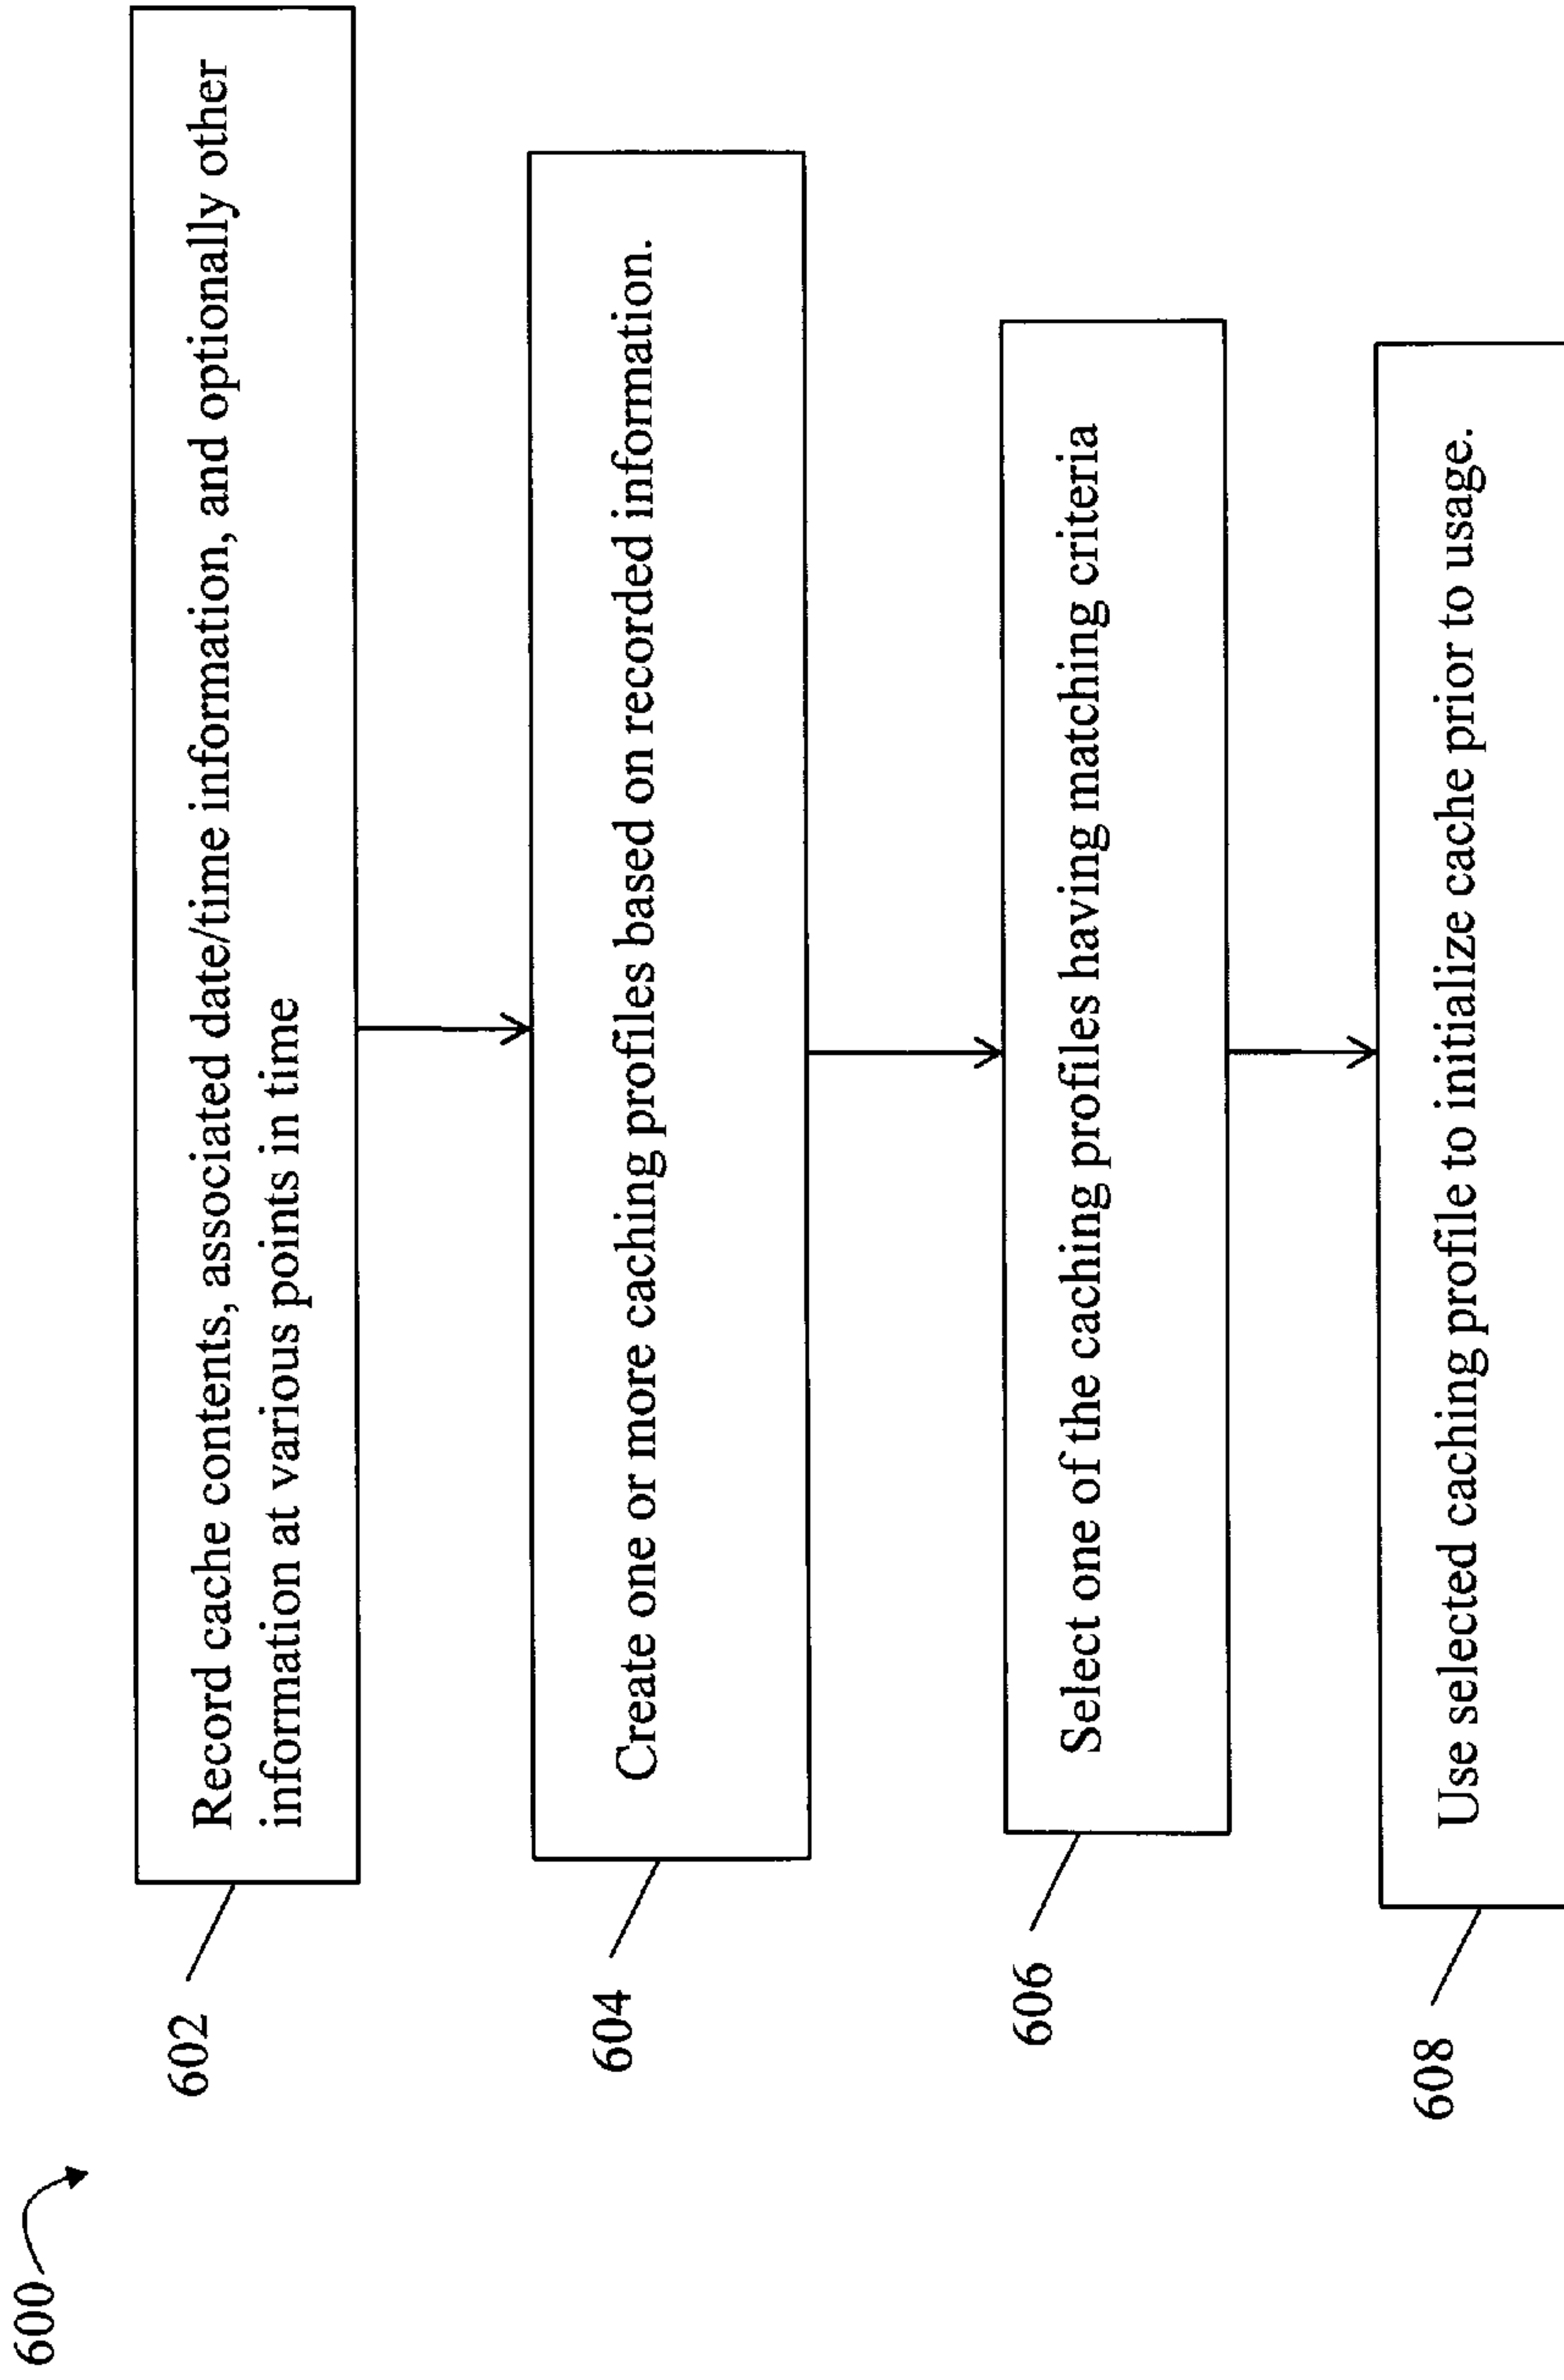 600
602
Record cache contents, associated date/time information, and optionally other
information at various points in time
604
Create one or more caching profiles based on recorded information.
606
Select one of the caching profiles having matching criteria
608
Use selected caching profile to initialize cache prior to usage.